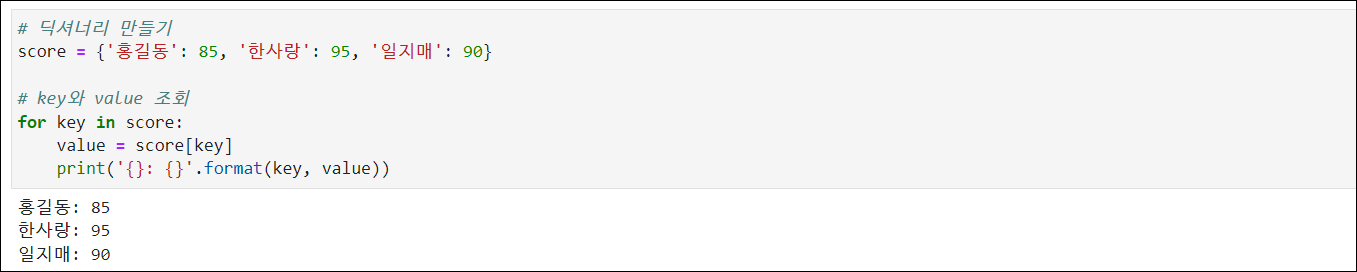 # 딕셔너리 만들기
score = {'홍길동': 85, '한사랑': 95, '일지매': 90}
# key와 value 조회
for key in score:
    value = score[key]
    print('{}: {}'.format(key, value))
홍길동: 85
한사랑: 95
일지매: 90